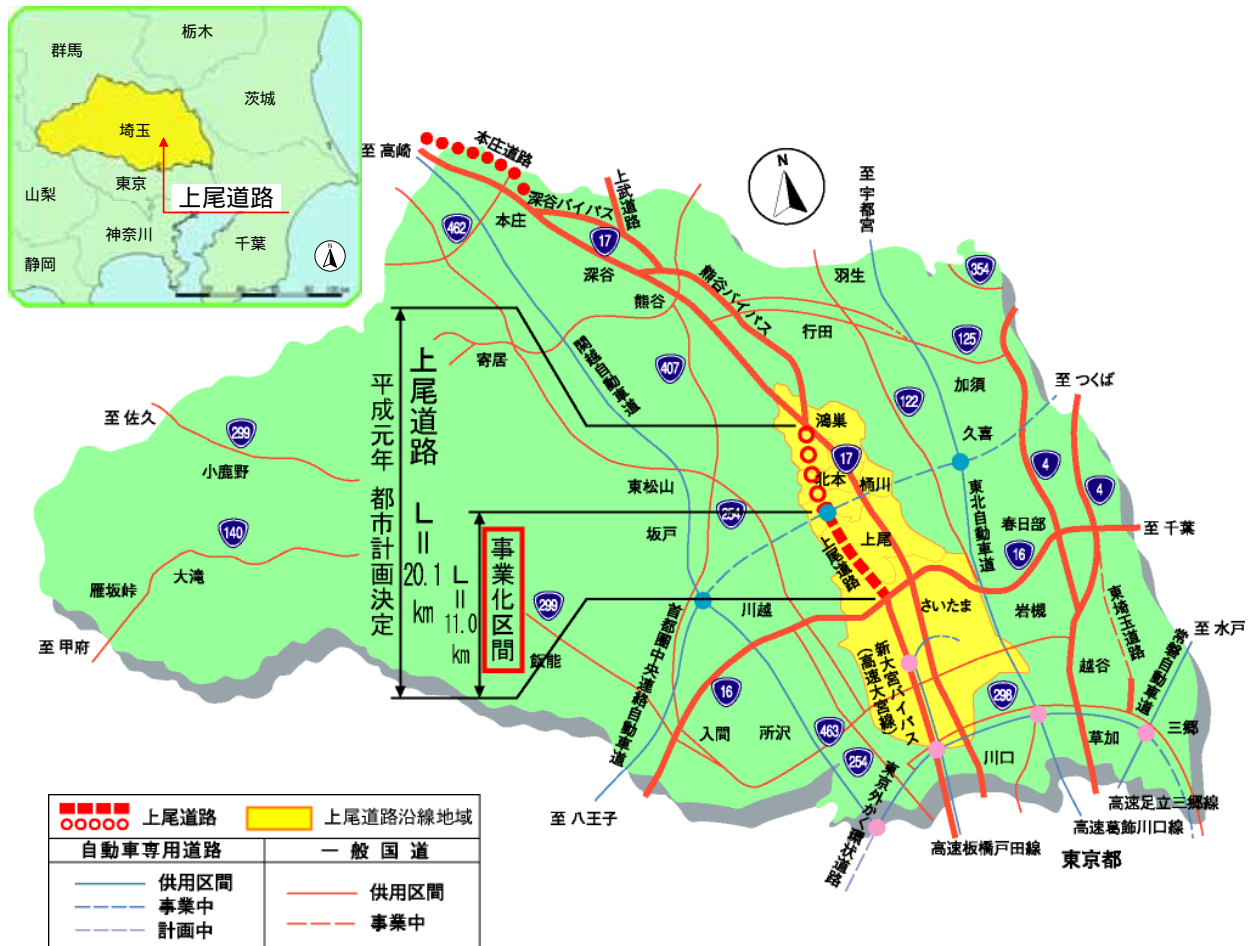 群馬
栃木
茨城
埼玉
山梨
東京
上尾道路
神奈川
千葉
静岡
N
至 高崎
本庄道路
上武道路
深谷バイパス
本庄
462
17
深谷
熊谷
熊谷バイパス
N
至 宇都宮
羽生
354
行田
125
加須
至 つくば
寄居
関越自動車道
407
122
久喜
鴻巣
17
4
4
北本
桶川
東北自動車道
春日部
至 千葉
16
上尾道路
平成元年 都市計画決定
L=20.1km
L=11.0km
事業化区間
至 佐久
299
小鹿野
140
大滝
雁坂峠
至 甲府
東松山
254
坂戸
上尾
上尾道路
さいたま
岩槻
東埼玉道路
至 水戸
常磐自動車道
299
飯能
川越
首都圏中央連絡自動車道
新大宮バイパス
(高速大宮線)
越谷
298
16
入間
所沢
463
254
東京外かく環状道路
川口
草加
三郷
至 八王子
高速足立三郷線
高速葛飾川口線
高速板橋戸田線
東京都
上尾道路
上尾道路沿線地域
自動車専用道路
一般国道
供用区間
事業中
計画中
供用区間
事業中